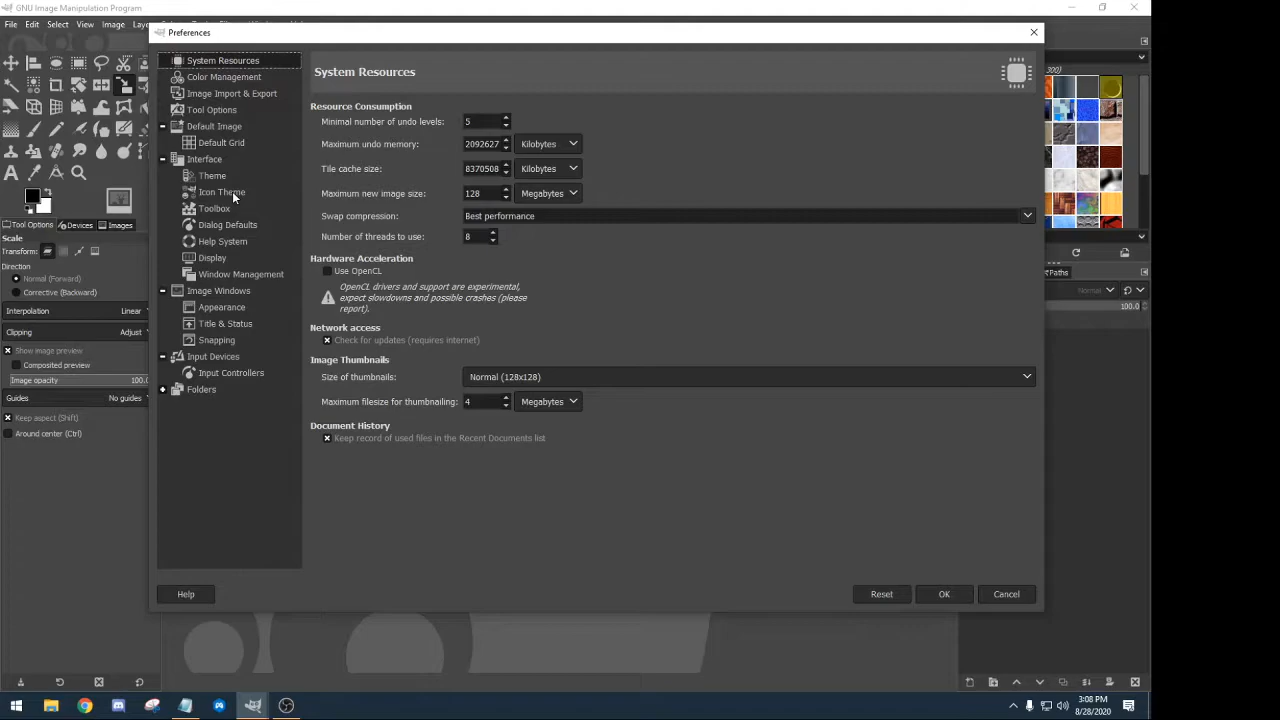 GNU Image Manipulation Program
File Edit Select View Image
Preferences
System Resources
Color Management
Image Import & Export
Tool Options
Default Image
Default Grid
Interface
Theme
Icon Theme
Toolbox
Dialog Defaults
Help System
Display
Window Management
Image Windows
Appearance
Title & Status
Snapping
Input Devices
Input Controllers
Folders
System Resources
Resource Consumption
Minimal number of undo levels: 5
Maximum undo memory: 2092627 Kilobytes
Tile cache size: 8370508 Kilobytes
Maximum new image size: 128 Megabytes
Swap compression: Best performance
Number of threads to use: 8
Hardware Acceleration
Use OpenCL
OpenCL drivers and support are experimental,
expect slowdowns and possible crashes (please
report).
Network access
Check for updates (requires internet)
Image Thumbnails
Size of thumbnails: Normal (128x128)
Maximum filesize for thumbnailing: 4 Megabytes
Document History
Keep record of used files in the Recent Documents list
Help Reset OK Cancel
Tool Options Devices Images
Scale
Transform:
Direction
Normal (Forward)
Corrective (Backward)
Interpolation Linear
Clipping Adjust
Show image preview
Composited preview
Image opacity 100.0
Guides No guides
Keep aspect (Shift)
Around center (Ctrl)
300)
Paths
Normal
100.0
3:08 PM
8/28/2020